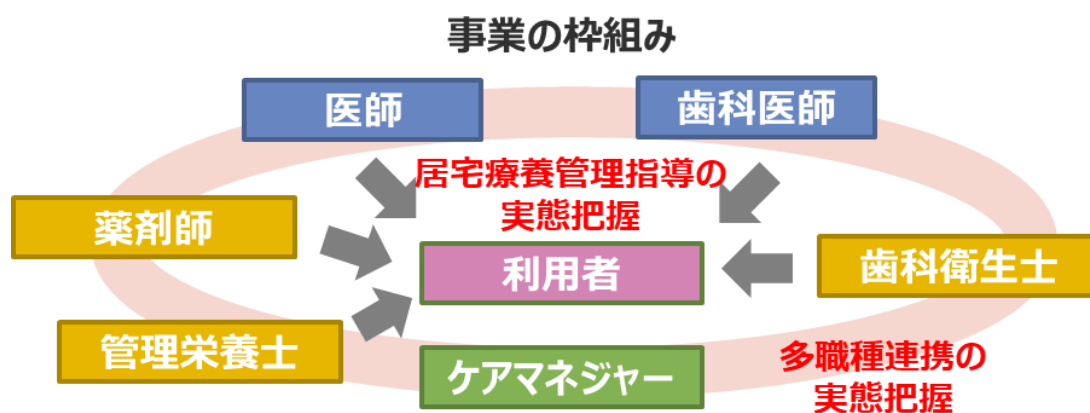 事業の枠組み
医師
歯科医師
居宅療養管理指導の
実態把握
薬剤師
利用者
歯科衛生士
管理栄養士
ケアマネジャー
多職種連携の
実態把握